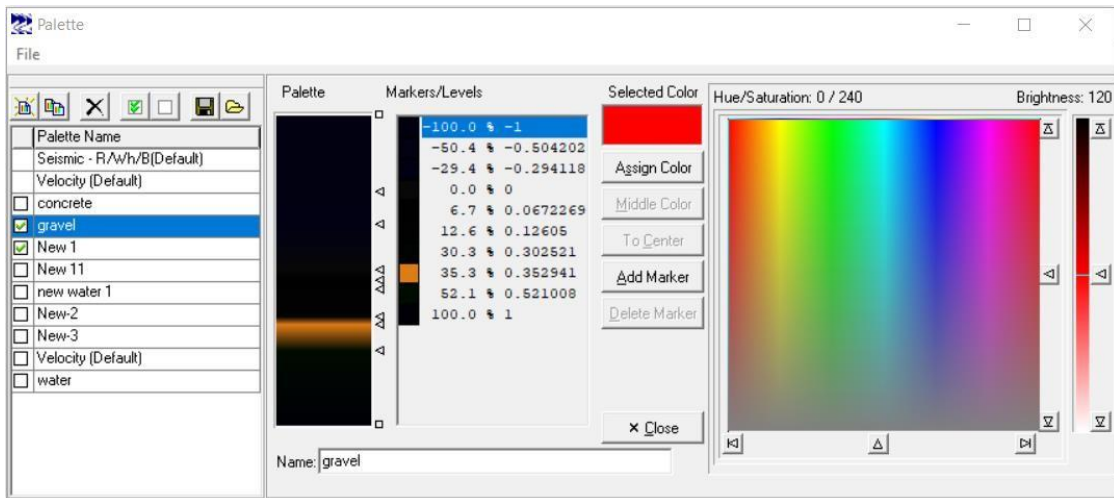 Palette
File
Palette Name
Seismic - R/Wh/B(Default)
Velocity (Default)
concrete
gravel
New 1
New 11
new water 1
New-2
New-3
Velocity (Default)
water
Palette
Markers/Levels
-100.0 % -1
-50.4 % -0.504202
-29.4 % -0.294118
0.0 % 0
6.7 % 0.0672269
12.6 % 0.12605
30.3 % 0.302521
35.3 % 0.352941
52.1 % 0.521008
100.0 % 1
Selected Color
Assign Color
Middle Color
To Center
Add Marker
Delete Marker
× Close
Name: gravel
Hue/Saturation: 0 / 240
Brightness: 120